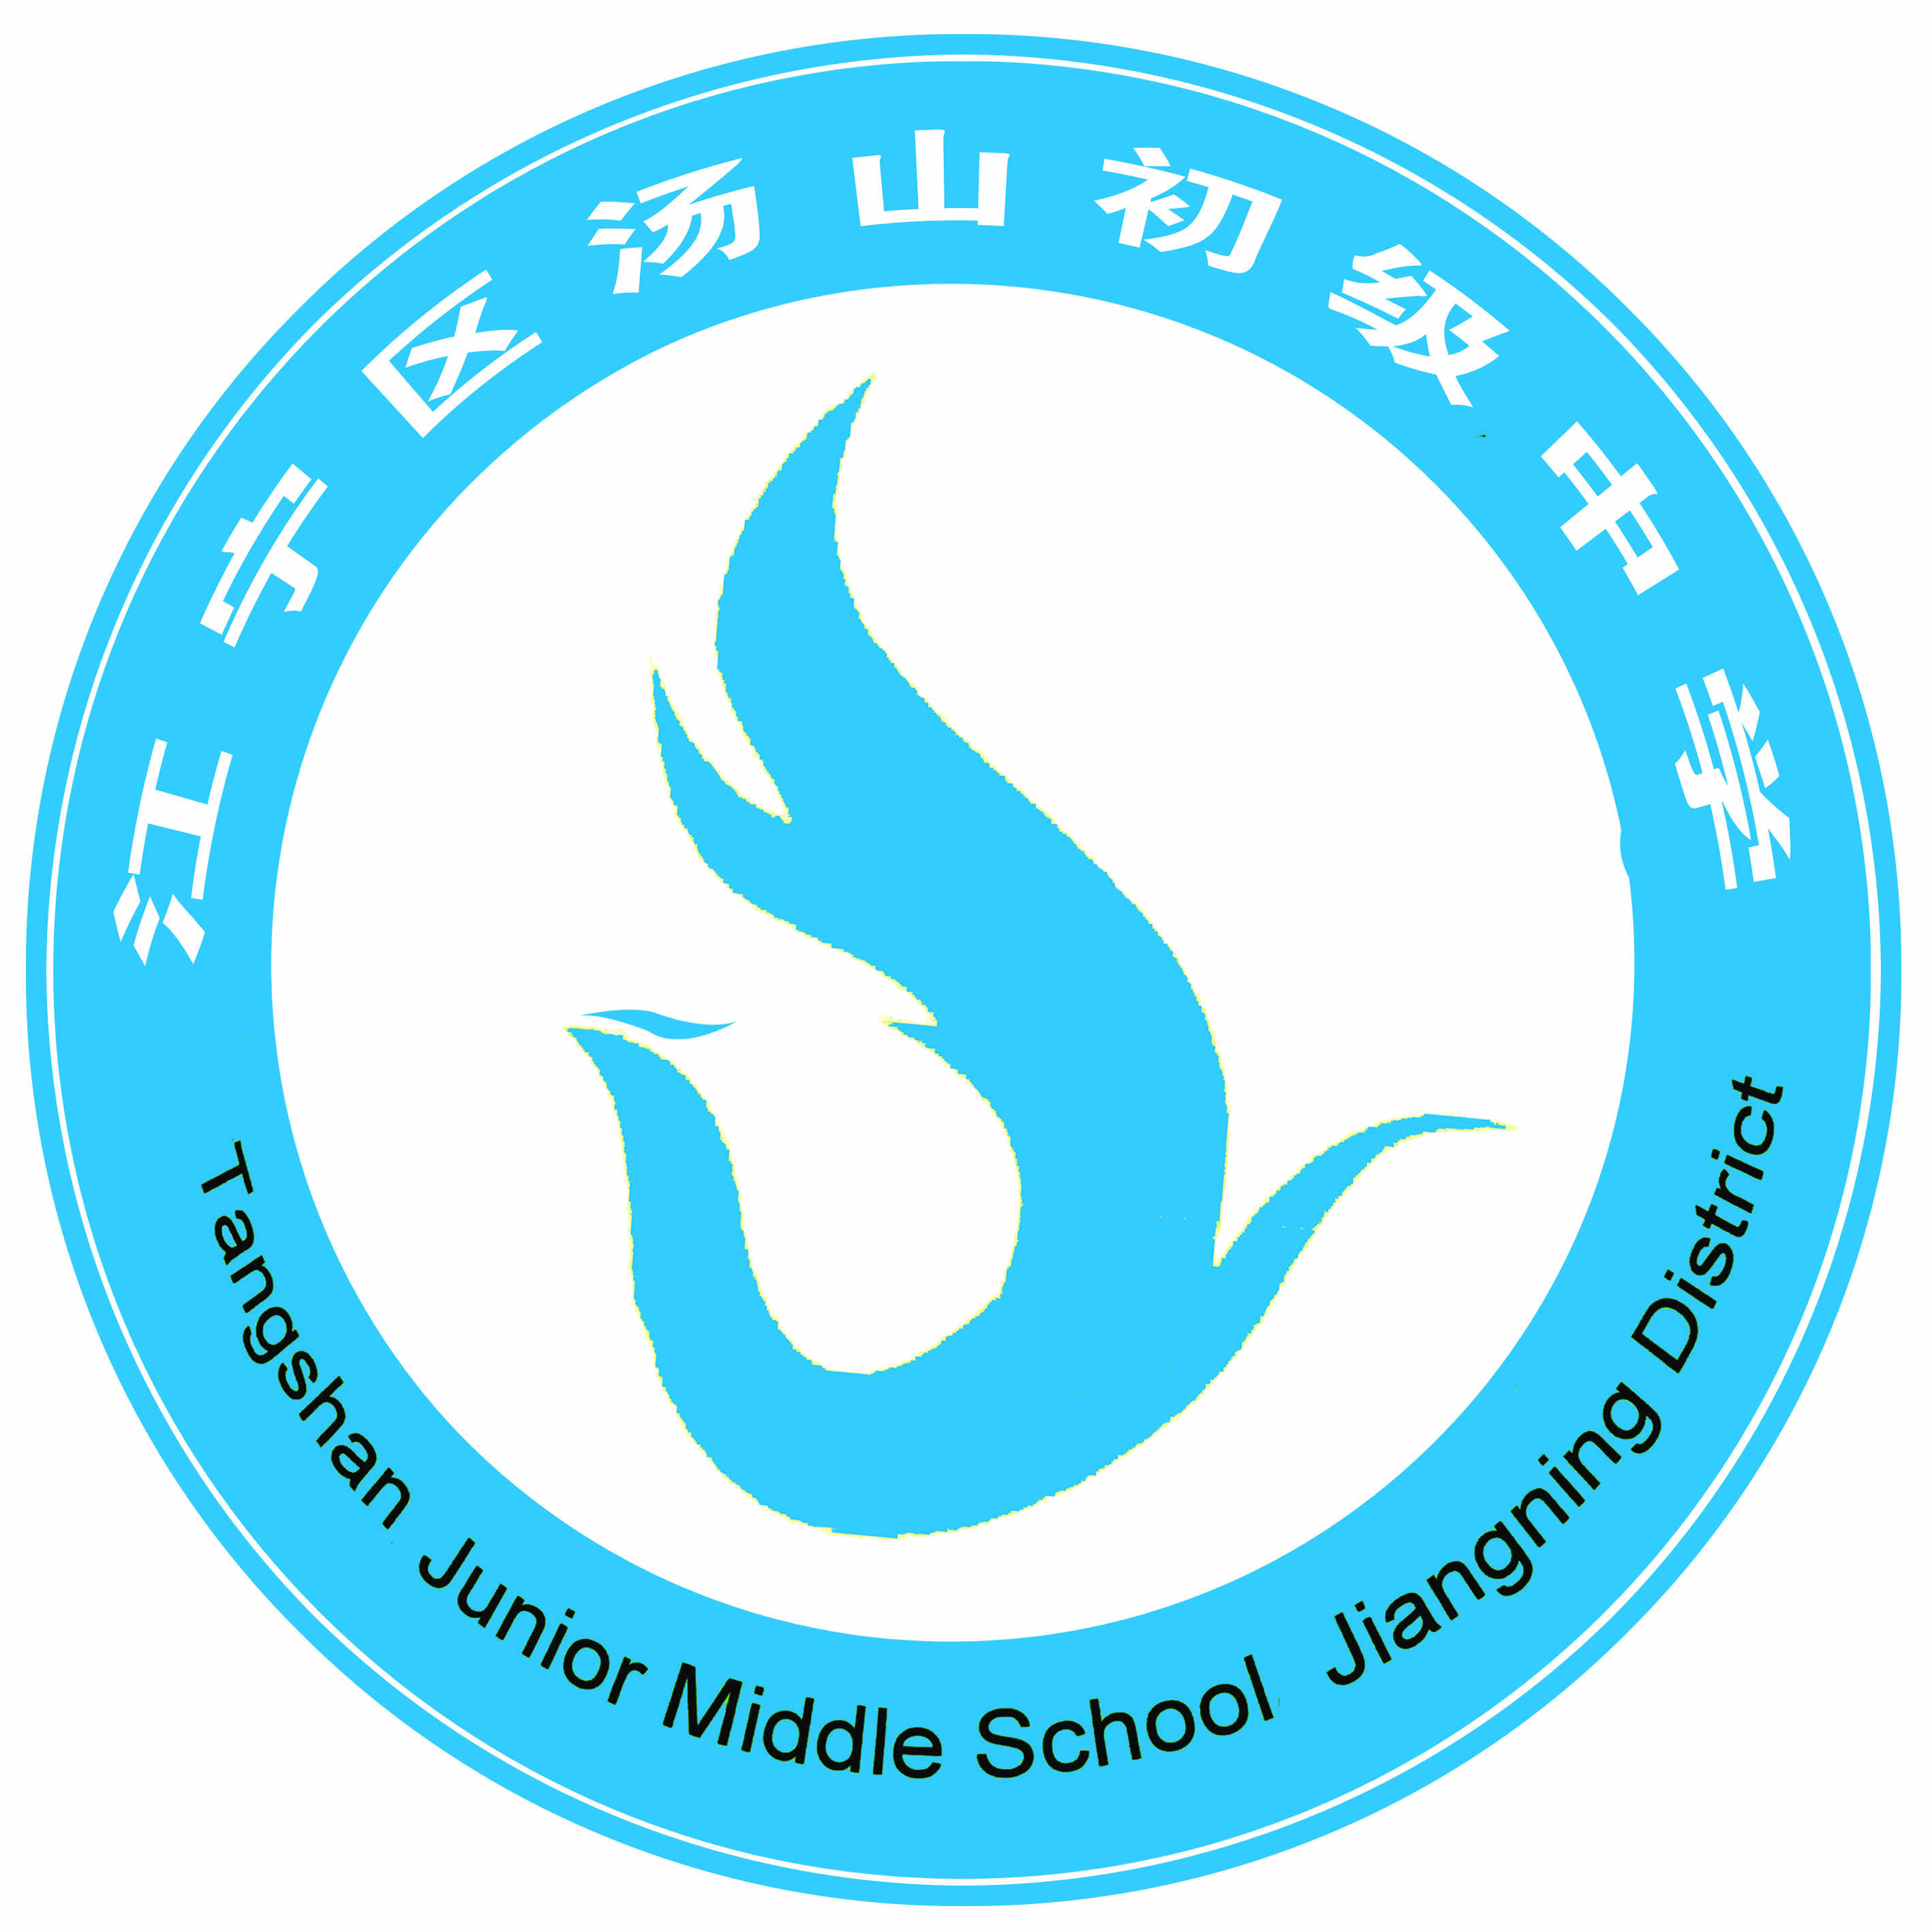 江宁区汤山初级中学
Tangshan Junior Middle School, Jiangning District